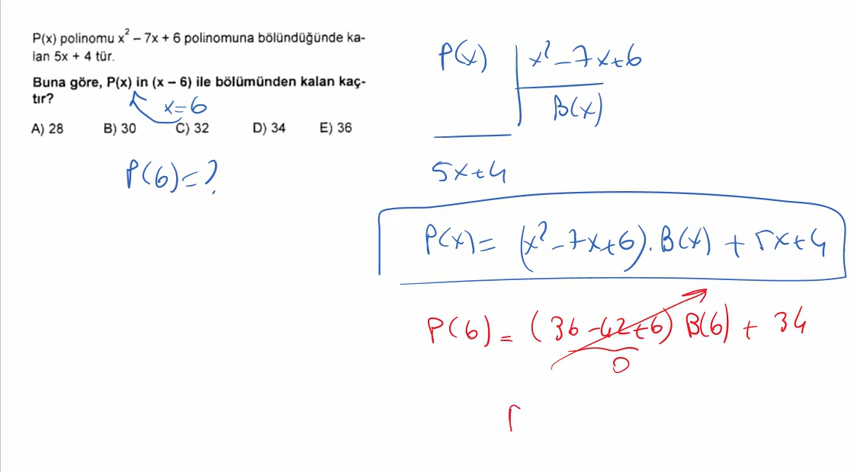 P(x) polinomu x² – 7x + 6 polinomuna bölündüğünde ka-
lan 5x + 4 tür.
Buna göre, P(x) in (x – 6) ile bölümünden kalan kaç-
tır?
x=6
A) 28 B) 30 C) 32 D) 34 E) 36
P(6)=?
P(x) x²-7x+6
B(x)
5x+4
P(x)= (x²-7x+6).B(x)+5x+4
P(6)=(36-42+6) B(6)+34
0